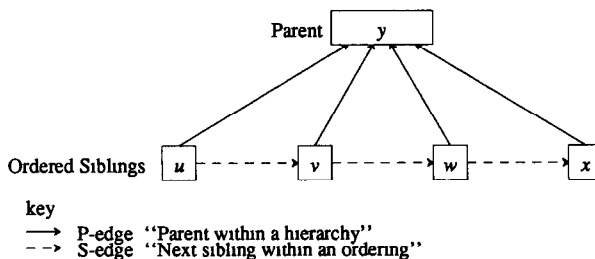 Parent y
Ordered Siblings u v w x
key
P-edge "Parent within a hierarchy"
S-edge "Next sibling within an ordering"